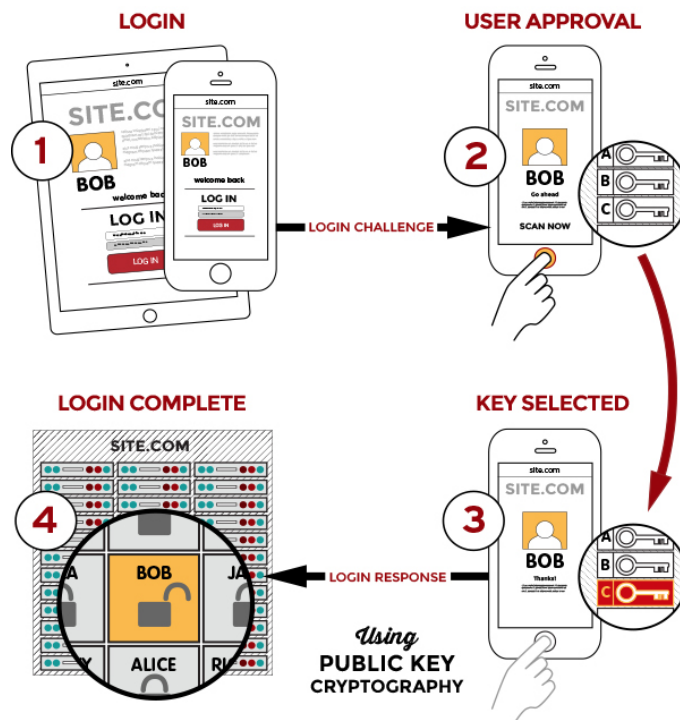 LOGIN
USER APPROVAL
site.com
SITE.COM
BOB
welcome back
LOG IN
LOG IN
site.com
SITE.COM
BOB
welcome back
LOG IN
LOG IN
1
LOGIN CHALLENGE
2
site.com
SITE.COM
BOB
Go ahead
SCAN NOW
A
B
C
LOGIN COMPLETE
KEY SELECTED
SITE.COM
4
A
BOB
JA
Y
ALICE
RU
LOGIN RESPONSE
3
site.com
SITE.COM
BOB
Thanks!
A
B
C
Using
PUBLIC KEY
CRYPTOGRAPHY